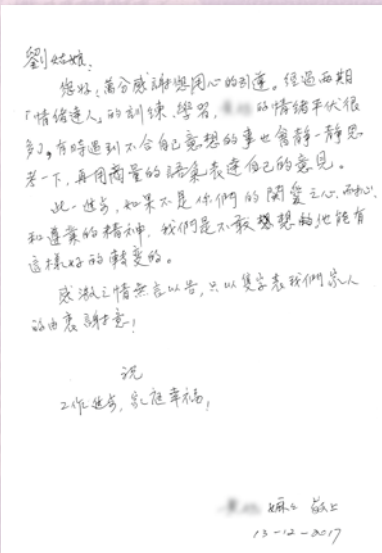 劉姑娘：
您好，萬分感謝您用心的引導。經過兩期
「情緒達人」的訓練、學習，的情緒平伏很
多了，有時遇到不合自己意想的事也會靜一靜思
考一下，再用商量的語氣表達自己的意見。
此一進步，如果不是你們的關愛之心、耐心
和專業的精神，我們是不敢想想的他能有
這樣好的轉變的。
感激之情無言以告，只以隻字表我們家人
的由衷謝意！
祝
工作進步，家庭幸福！
嫲上 敬上
13-12-2017